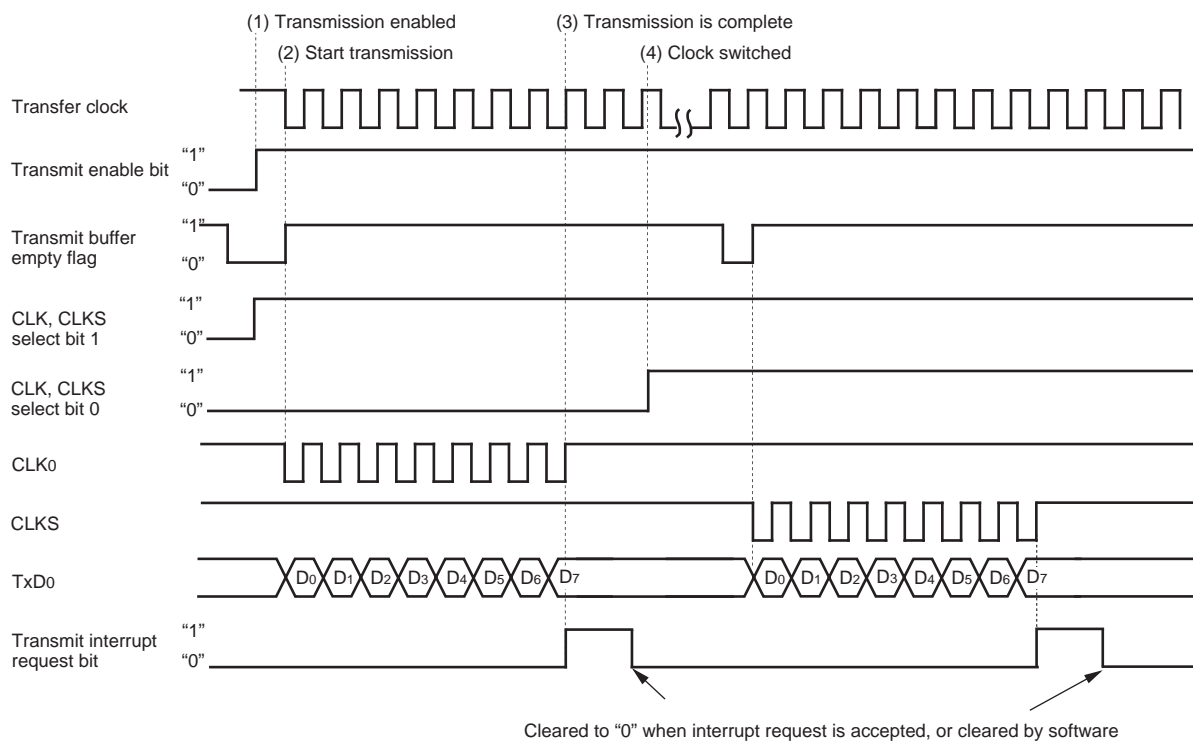 (1) Transmission enabled
(3) Transmission is complete
(2) Start transmission
(4) Clock switched
Transfer clock
Transmit enable bit
“1”
“0”
Transmit buffer
empty flag
“1”
“0”
CLK, CLKS
select bit 1
“1”
“0”
CLK, CLKS
select bit 0
“1”
“0”
CLK0
CLKS
TxD0
D0 D1 D2 D3 D4 D5 D6 D7
D0 D1 D2 D3 D4 D5 D6 D7
Transmit interrupt
request bit
“1”
“0”
Cleared to “0” when interrupt request is accepted, or cleared by software